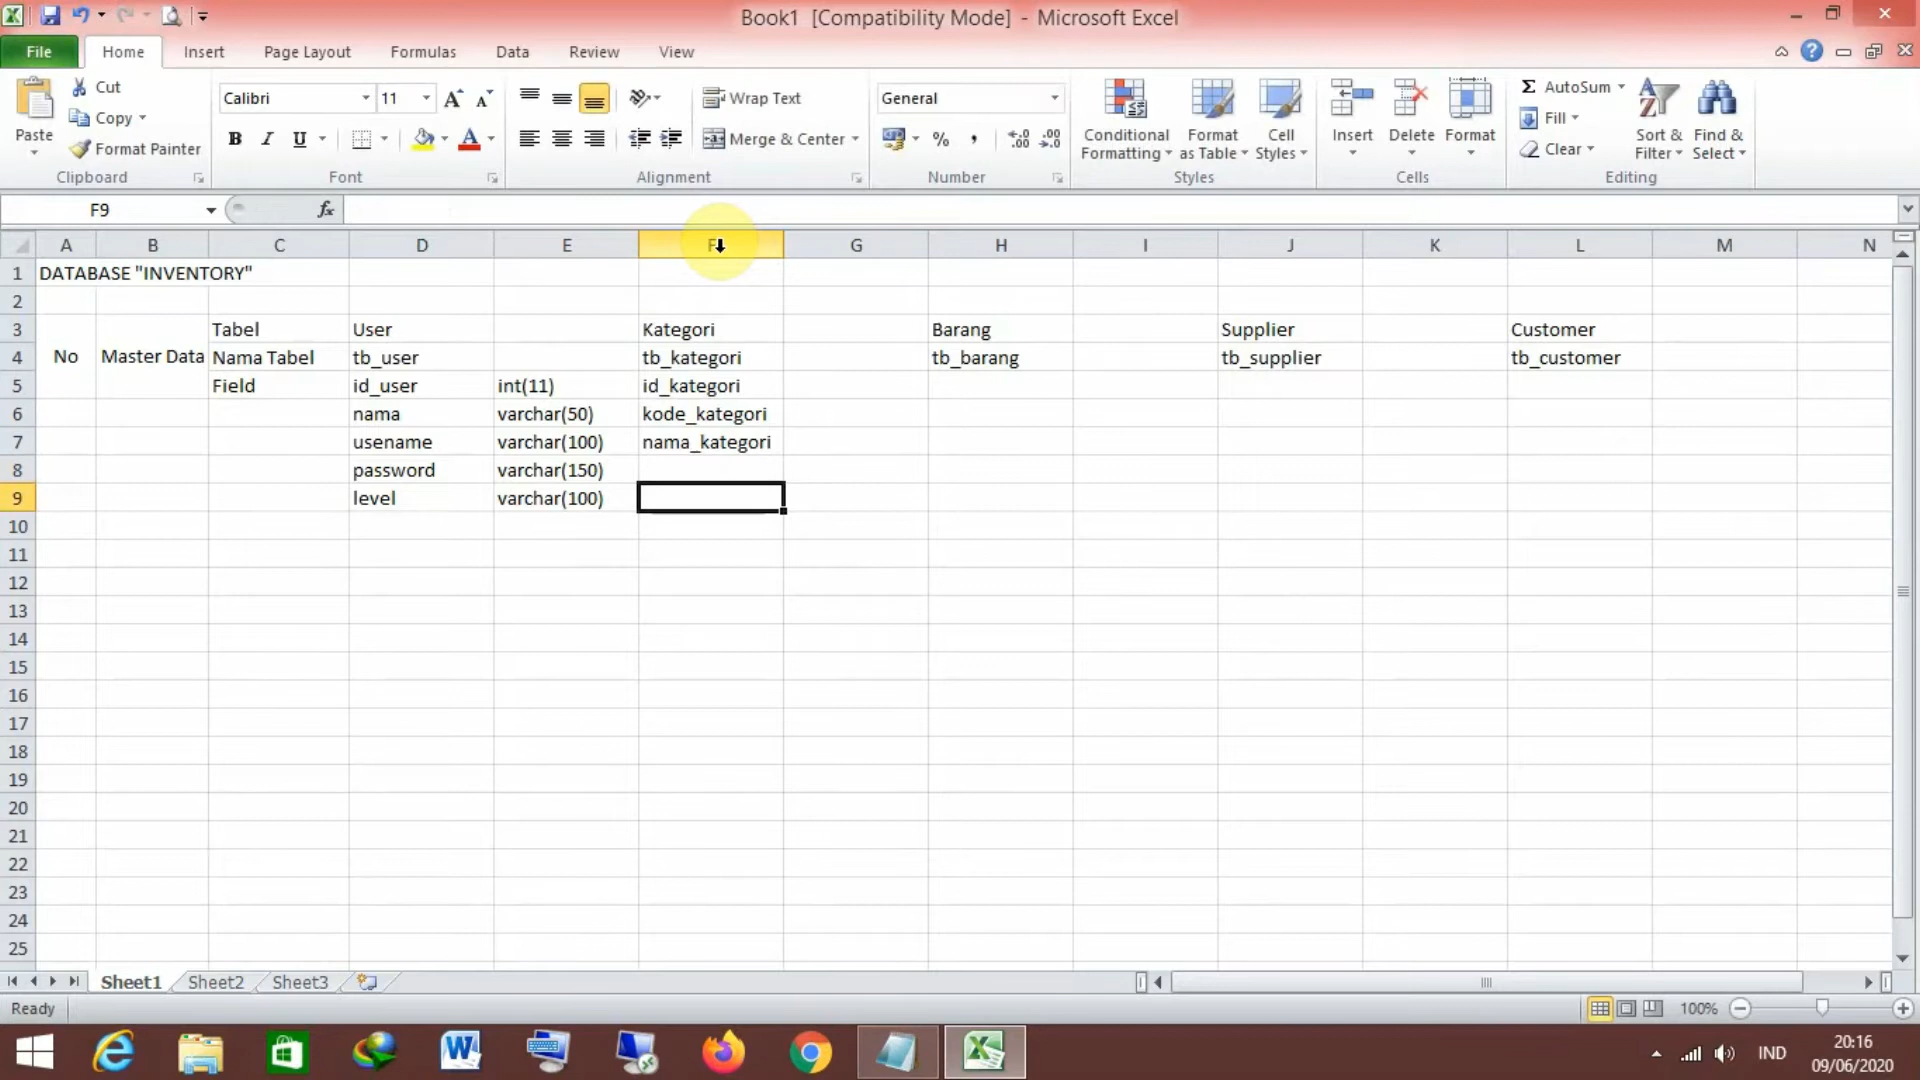 Book1 [Compatibility Mode] - Microsoft Excel
File Home Insert Page Layout Formulas Data Review View
Paste
Cut
Copy
Format Painter
Clipboard
Calibri 11
B I U
Font
Wrap Text
Merge & Center
Alignment
General
%
Number
Conditional Formatting
Format as Table
Cell Styles
Styles
Insert Delete Format
Cells
AutoSum
Fill
Clear
Sort & Filter
Find & Select
Editing
F9 fx
A B C D E F G H I J K L M N
1 DATABASE "INVENTORY"
2
3 Tabel User Kategori Barang Supplier Customer
4 No Master Data Nama Tabel tb_user tb_kategori tb_barang tb_supplier tb_customer
5 Field id_user int(11) id_kategori
6 nama varchar(50) kode_kategori
7 usename varchar(100) nama_kategori
8 password varchar(150)
9 level varchar(100)
10
11
12
13
14
15
16
17
18
19
20
21
22
23
24
25
Sheet1 Sheet2 Sheet3
Ready 100%
IND
20:16
09/06/2020